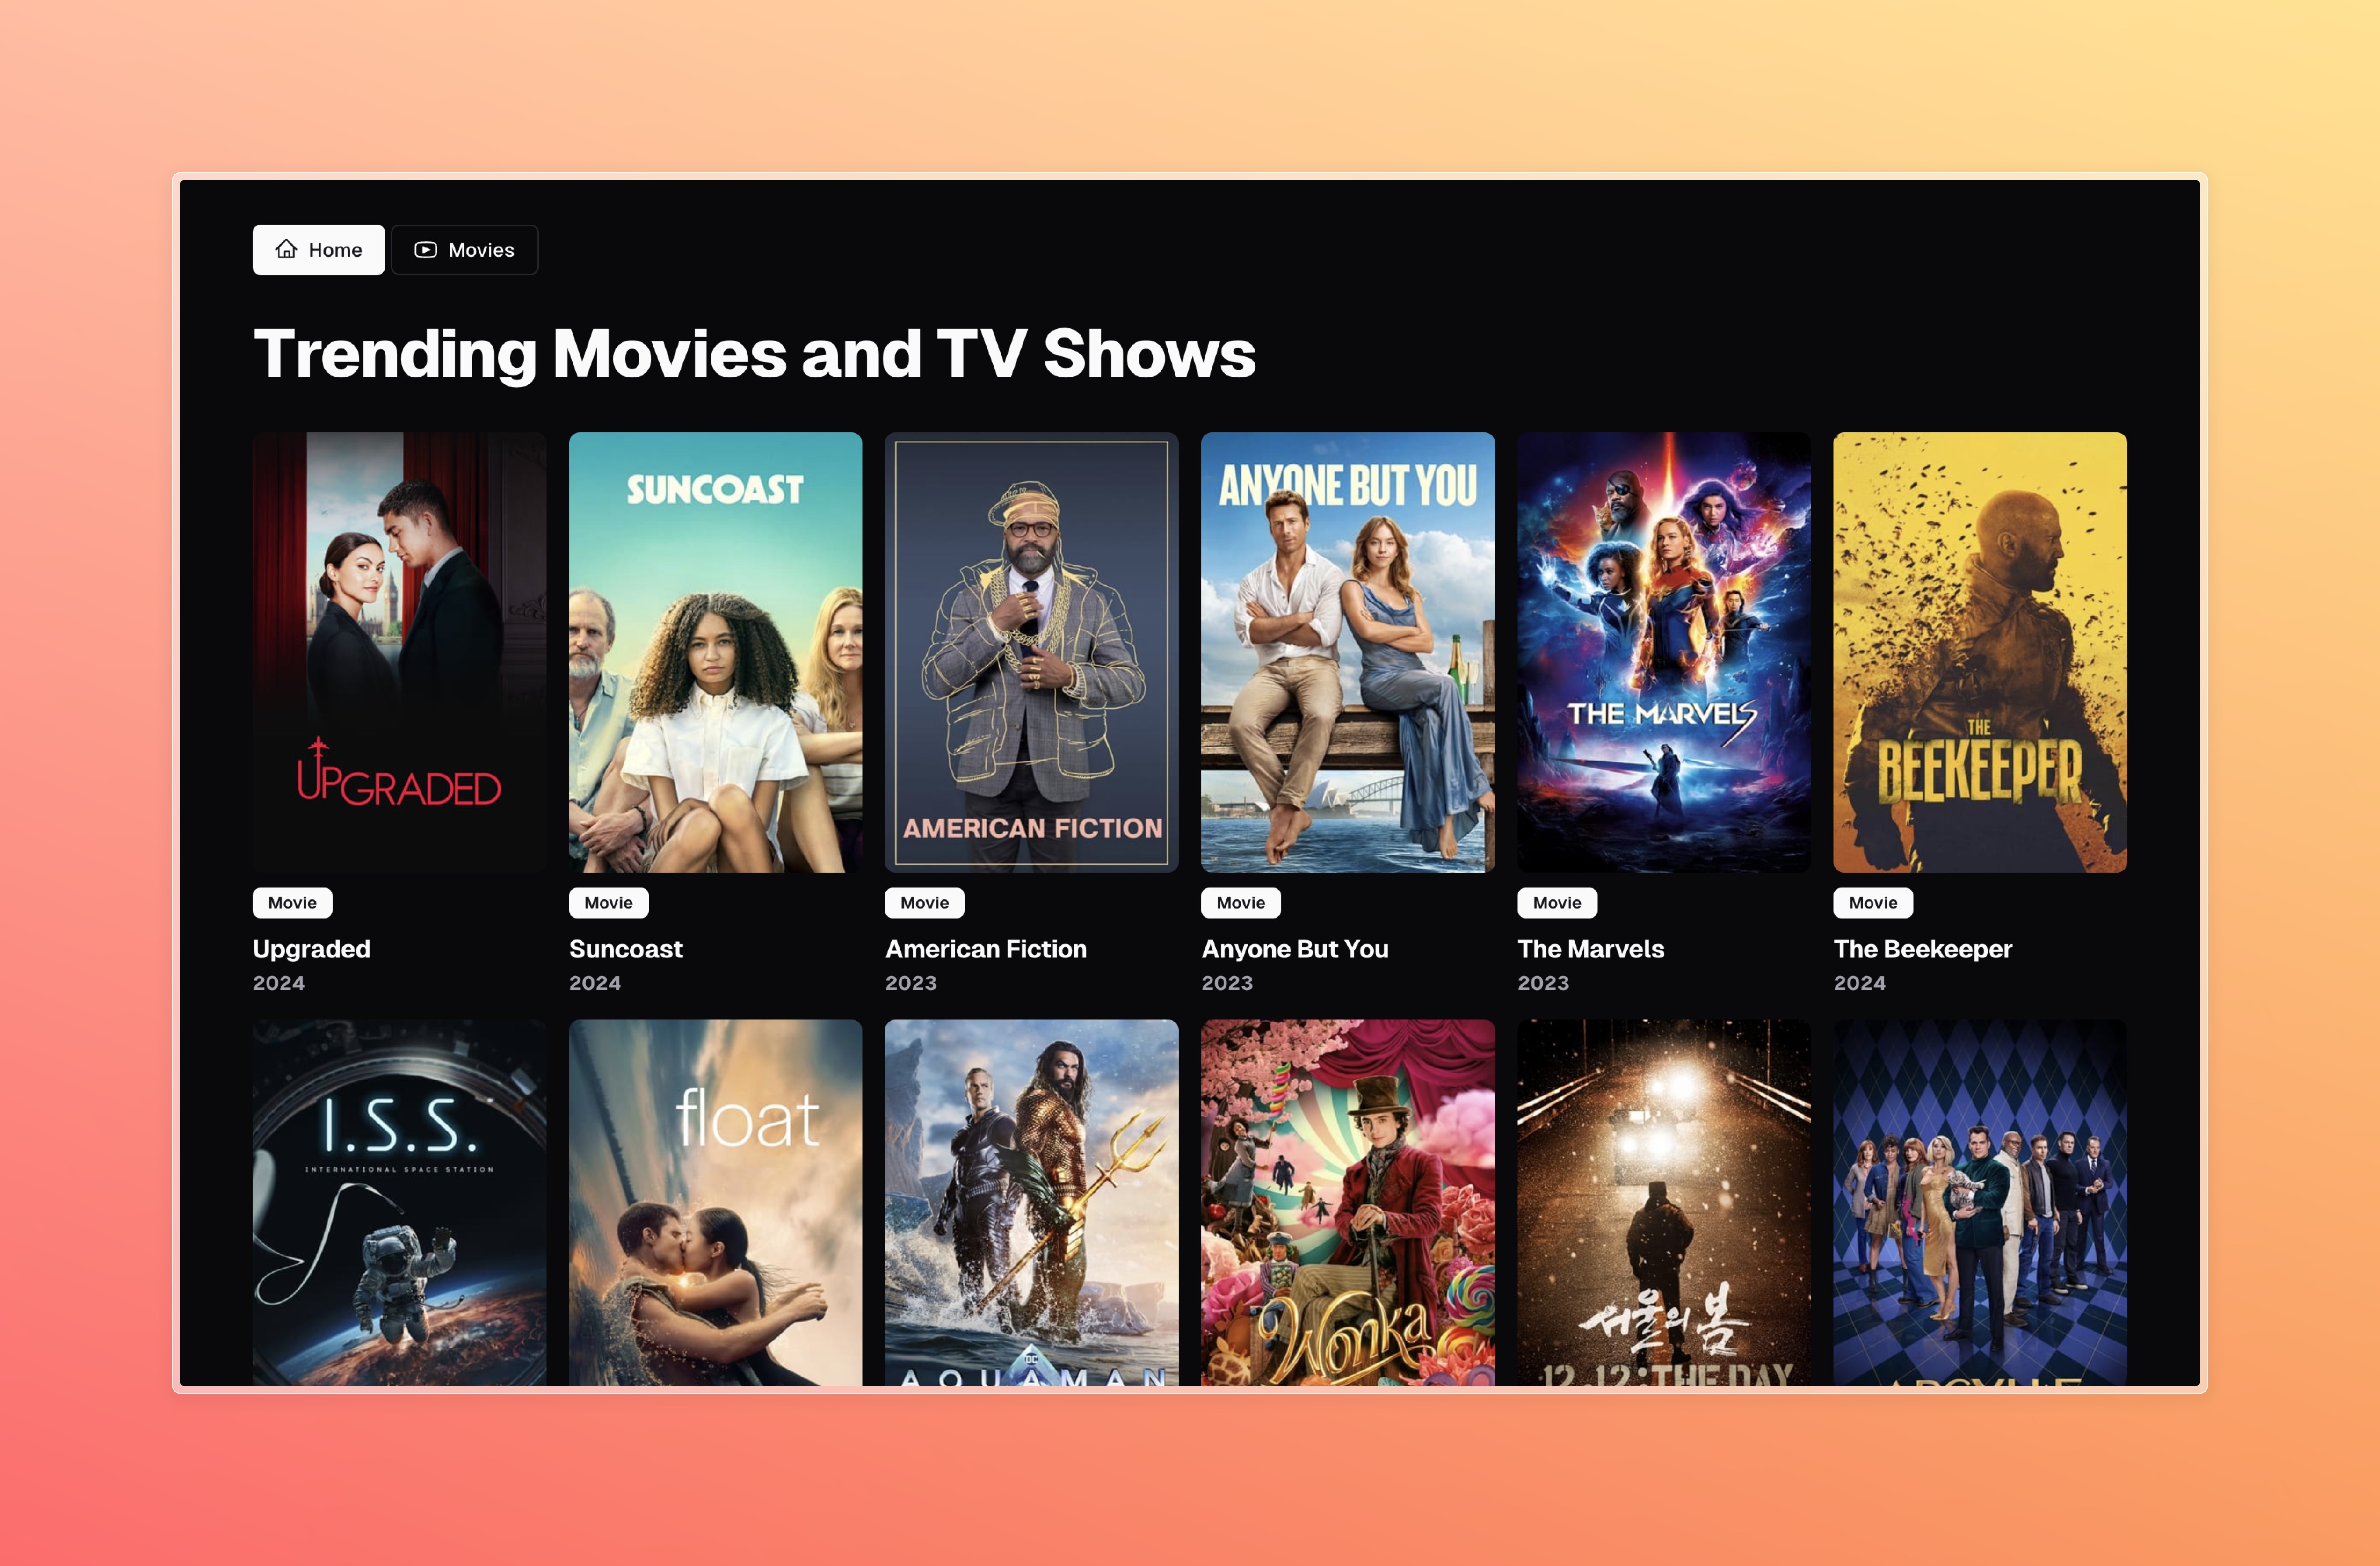 Home
Movies
Trending Movies and TV Shows
UPGRADED
SUNCOAST
AMERICAN FICTION
ANYONE BUT YOU
THE MARVELS
THE
BEEKEEPER
Movie
Movie
Movie
Movie
Movie
Movie
Upgraded
Suncoast
American Fiction
Anyone But You
The Marvels
The Beekeeper
2024
2024
2023
2023
2023
2024
I.S.S.
INTERNATIONAL SPACE STATION
float
DC
AQUAMAN
Wonka
서울의 봄
12.12: THE DAY
ARGYLLE